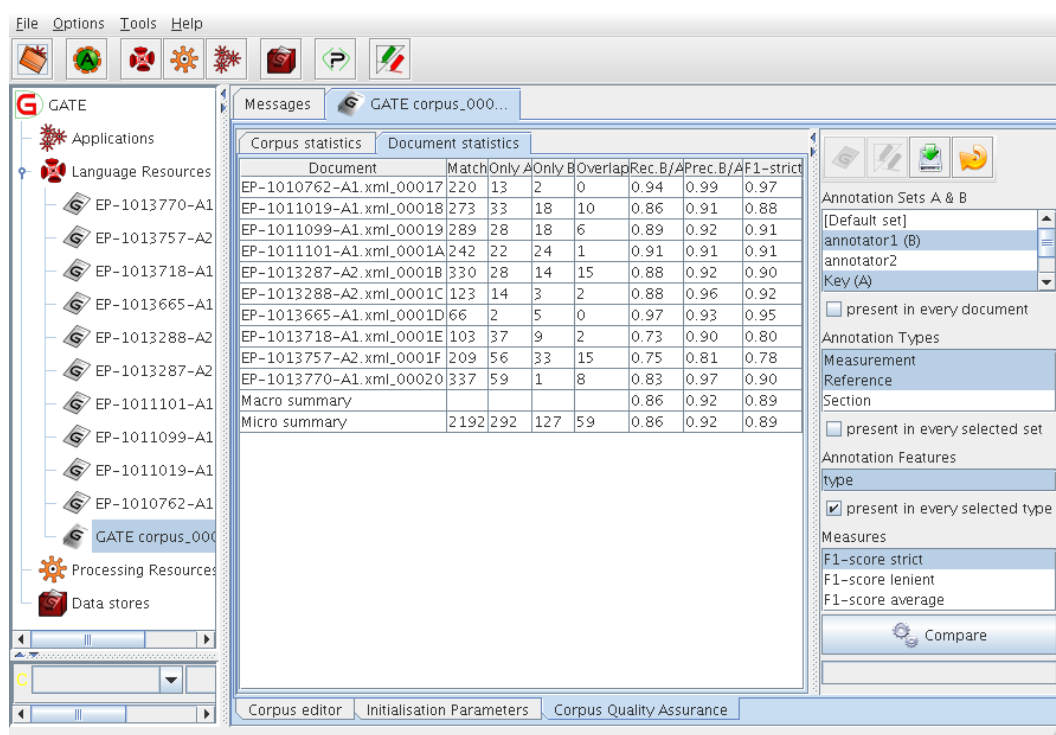 File Options Tools Help
GATE
Applications
Language Resources
EP-1013770-A1
EP-1013757-A2
EP-1013718-A1
EP-1013665-A1
EP-1013288-A2
EP-1013287-A2
EP-1011101-A1
EP-1011099-A1
EP-1011019-A1
EP-1010762-A1
GATE corpus_000
Processing Resources
Data stores
Messages GATE corpus_000...
Corpus statistics Document statistics
Document Match Only A Only B Overlap Rec.B/A Prec.B/A F1-strict
EP-1010762-A1.xml_00017 220 13 2 0 0.94 0.99 0.97
EP-1011019-A1.xml_00018 273 33 18 10 0.86 0.91 0.88
EP-1011099-A1.xml_00019 289 28 18 6 0.89 0.92 0.91
EP-1011101-A1.xml_0001A 242 22 24 1 0.91 0.91 0.91
EP-1013287-A2.xml_0001B 330 28 14 15 0.88 0.92 0.90
EP-1013288-A2.xml_0001C 123 14 3 2 0.88 0.96 0.92
EP-1013665-A1.xml_0001D 66 2 5 0 0.97 0.93 0.95
EP-1013718-A1.xml_0001E 103 37 9 2 0.73 0.90 0.80
EP-1013757-A2.xml_0001F 209 56 33 15 0.75 0.81 0.78
EP-1013770-A1.xml_00020 337 59 1 8 0.83 0.97 0.90
Macro summary 0.86 0.92 0.89
Micro summary 2192 292 127 59 0.86 0.92 0.89
Annotation Sets A & B
[Default set]
annotator1 (B)
annotator2
Key (A)
present in every document
Annotation Types
Measurement
Reference
Section
present in every selected set
Annotation Features
type
present in every selected type
Measures
F1-score strict
F1-score lenient
F1-score average
Compare
Corpus editor Initialisation Parameters Corpus Quality Assurance